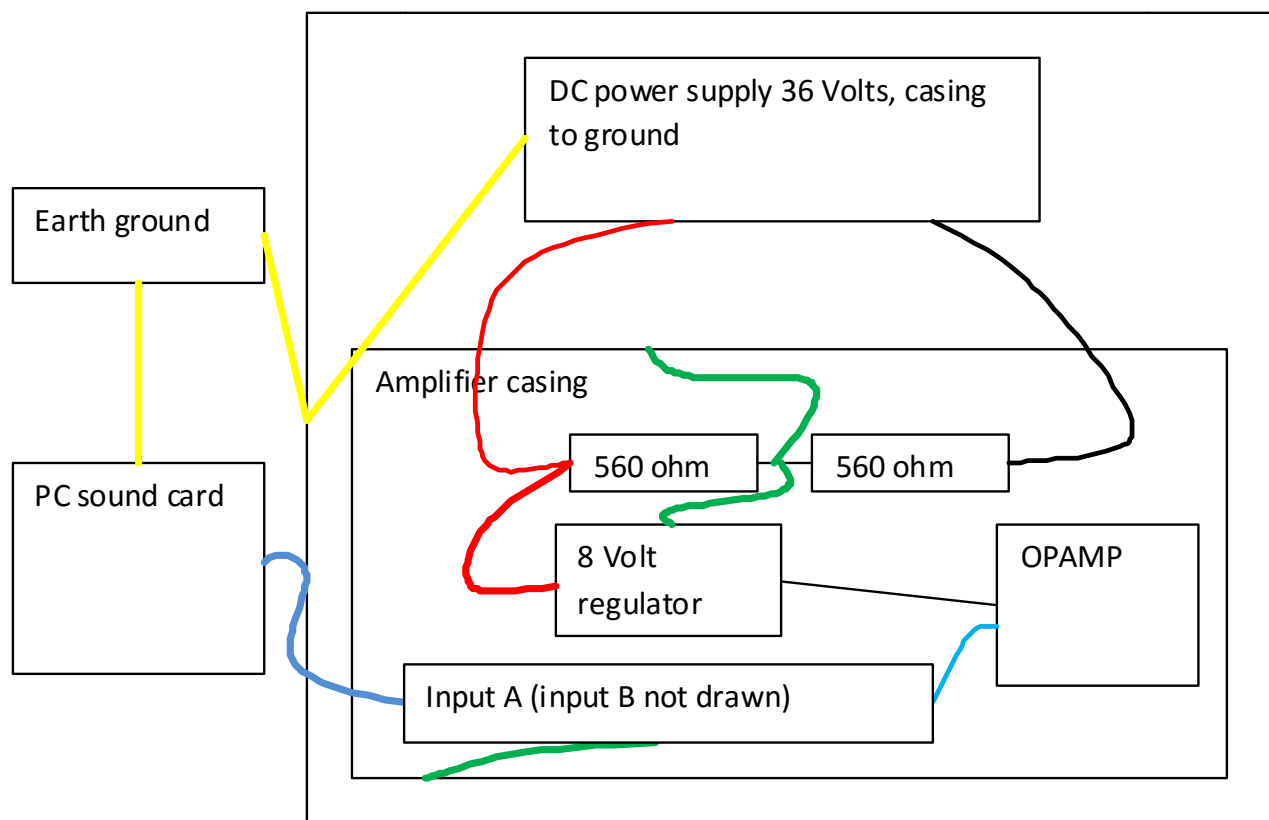 DC power supply 36 Volts, casing
to ground
Earth ground
Amplifier casing
560 ohm
560 ohm
PC sound card
8 Volt
regulator
OPAMP
Input A (input B not drawn)